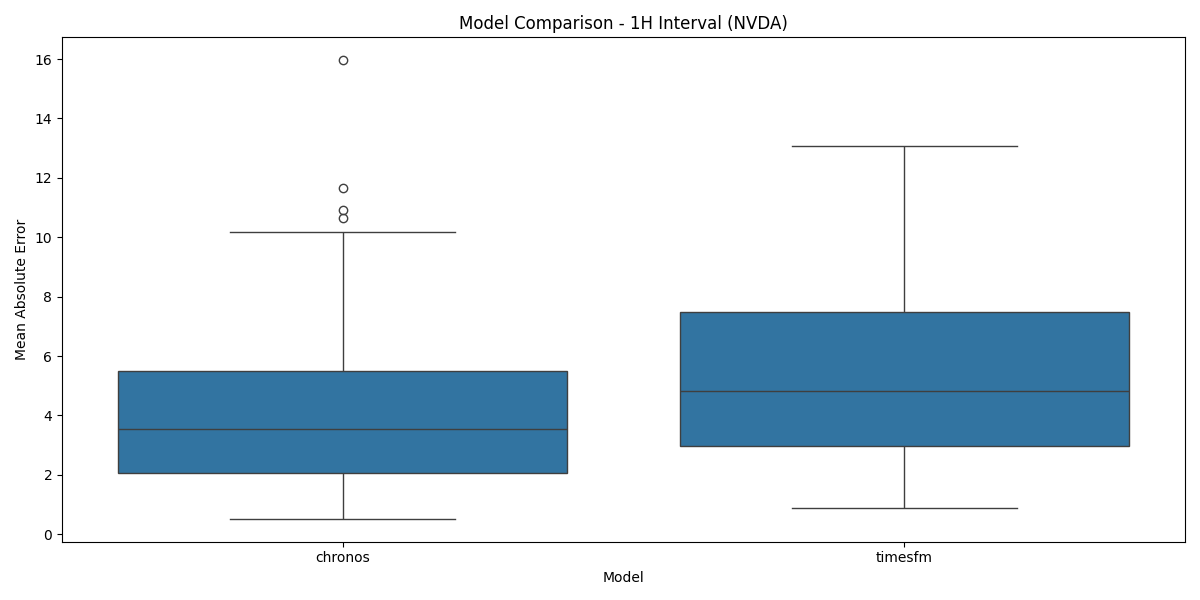 Model Comparison - 1H Interval (NVDA)
16
14
12
10
8
6
4
2
0
Mean Absolute Error
chronos
timesfm
Model